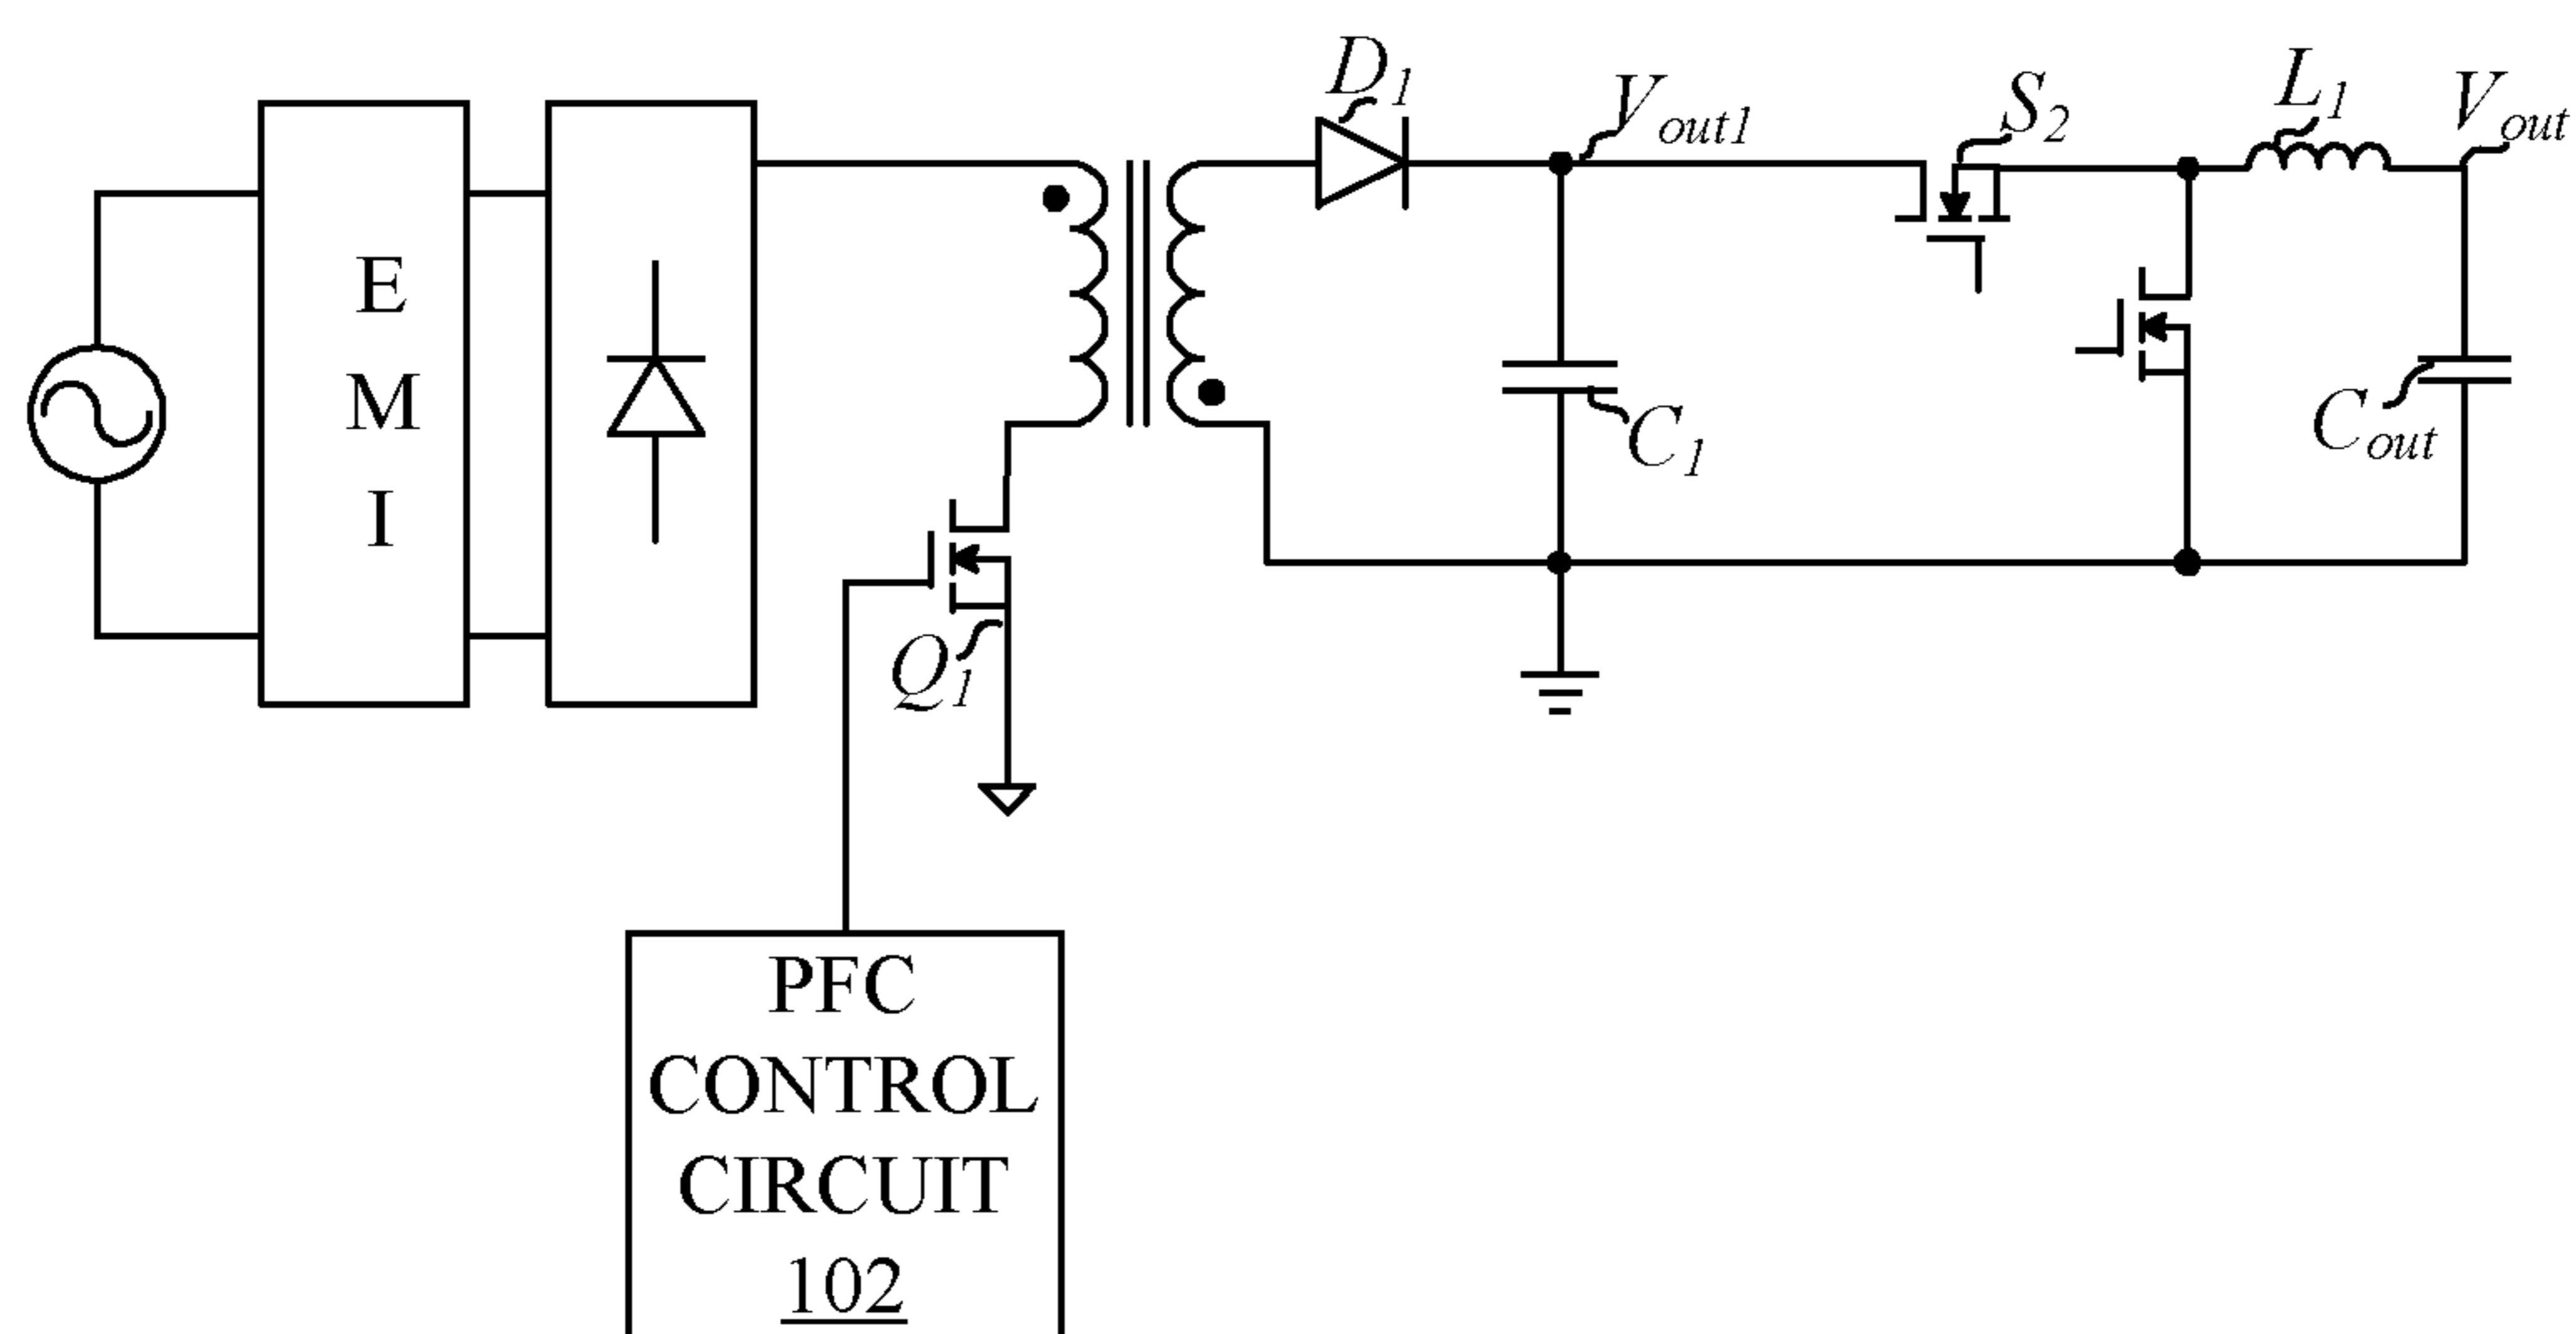 E
M
I
D1
Vout1
S2
L1
Vout
C1
Cout
Q1
PFC
CONTROL
CIRCUIT
102